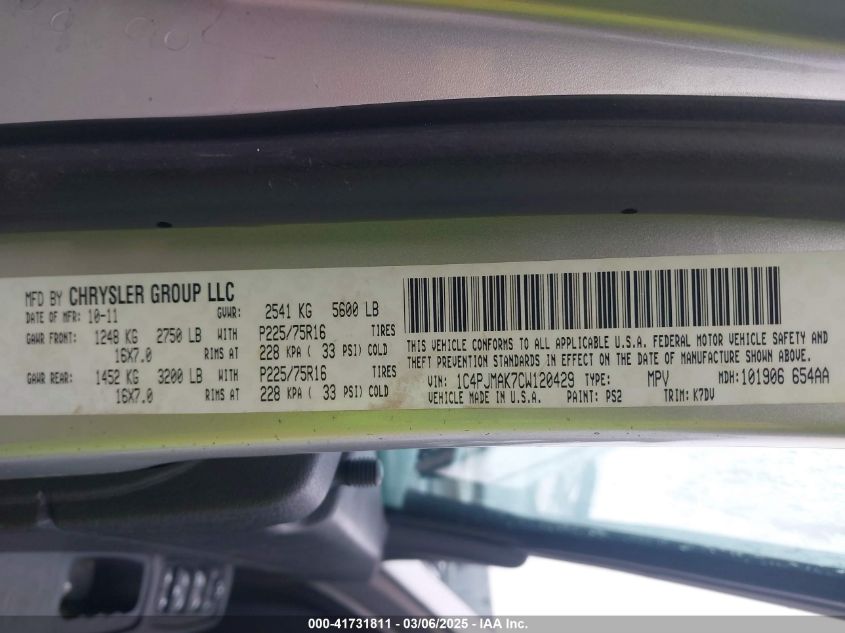 MFD BY CHRYSLER GROUP LLC
DATE OF MFR: 10-11 GVWR: 2541 KG 5600 LB
GAWR FRONT: 1248 KG 2750 LB WITH P225/75R16 TIRES
16X7.0 RIMS AT 228 KPA ( 33 PSI) COLD
GAWR REAR: 1452 KG 3200 LB WITH P225/75R16 TIRES
16X7.0 RIMS AT 228 KPA ( 33 PSI) COLD
THIS VEHICLE CONFORMS TO ALL APPLICABLE U.S.A. FEDERAL MOTOR VEHICLE SAFETY AND
THEFT PREVENTION STANDARDS IN EFFECT ON THE DATE OF MANUFACTURE SHOWN ABOVE.
VIN: 1C4PJMAK7CW120429 TYPE: MPV MDH: 101906 654AA
VEHICLE MADE IN U.S.A. PAINT: PS2 TRIM: K7DV
000-41731811 - 03/06/2025 - IAA Inc.